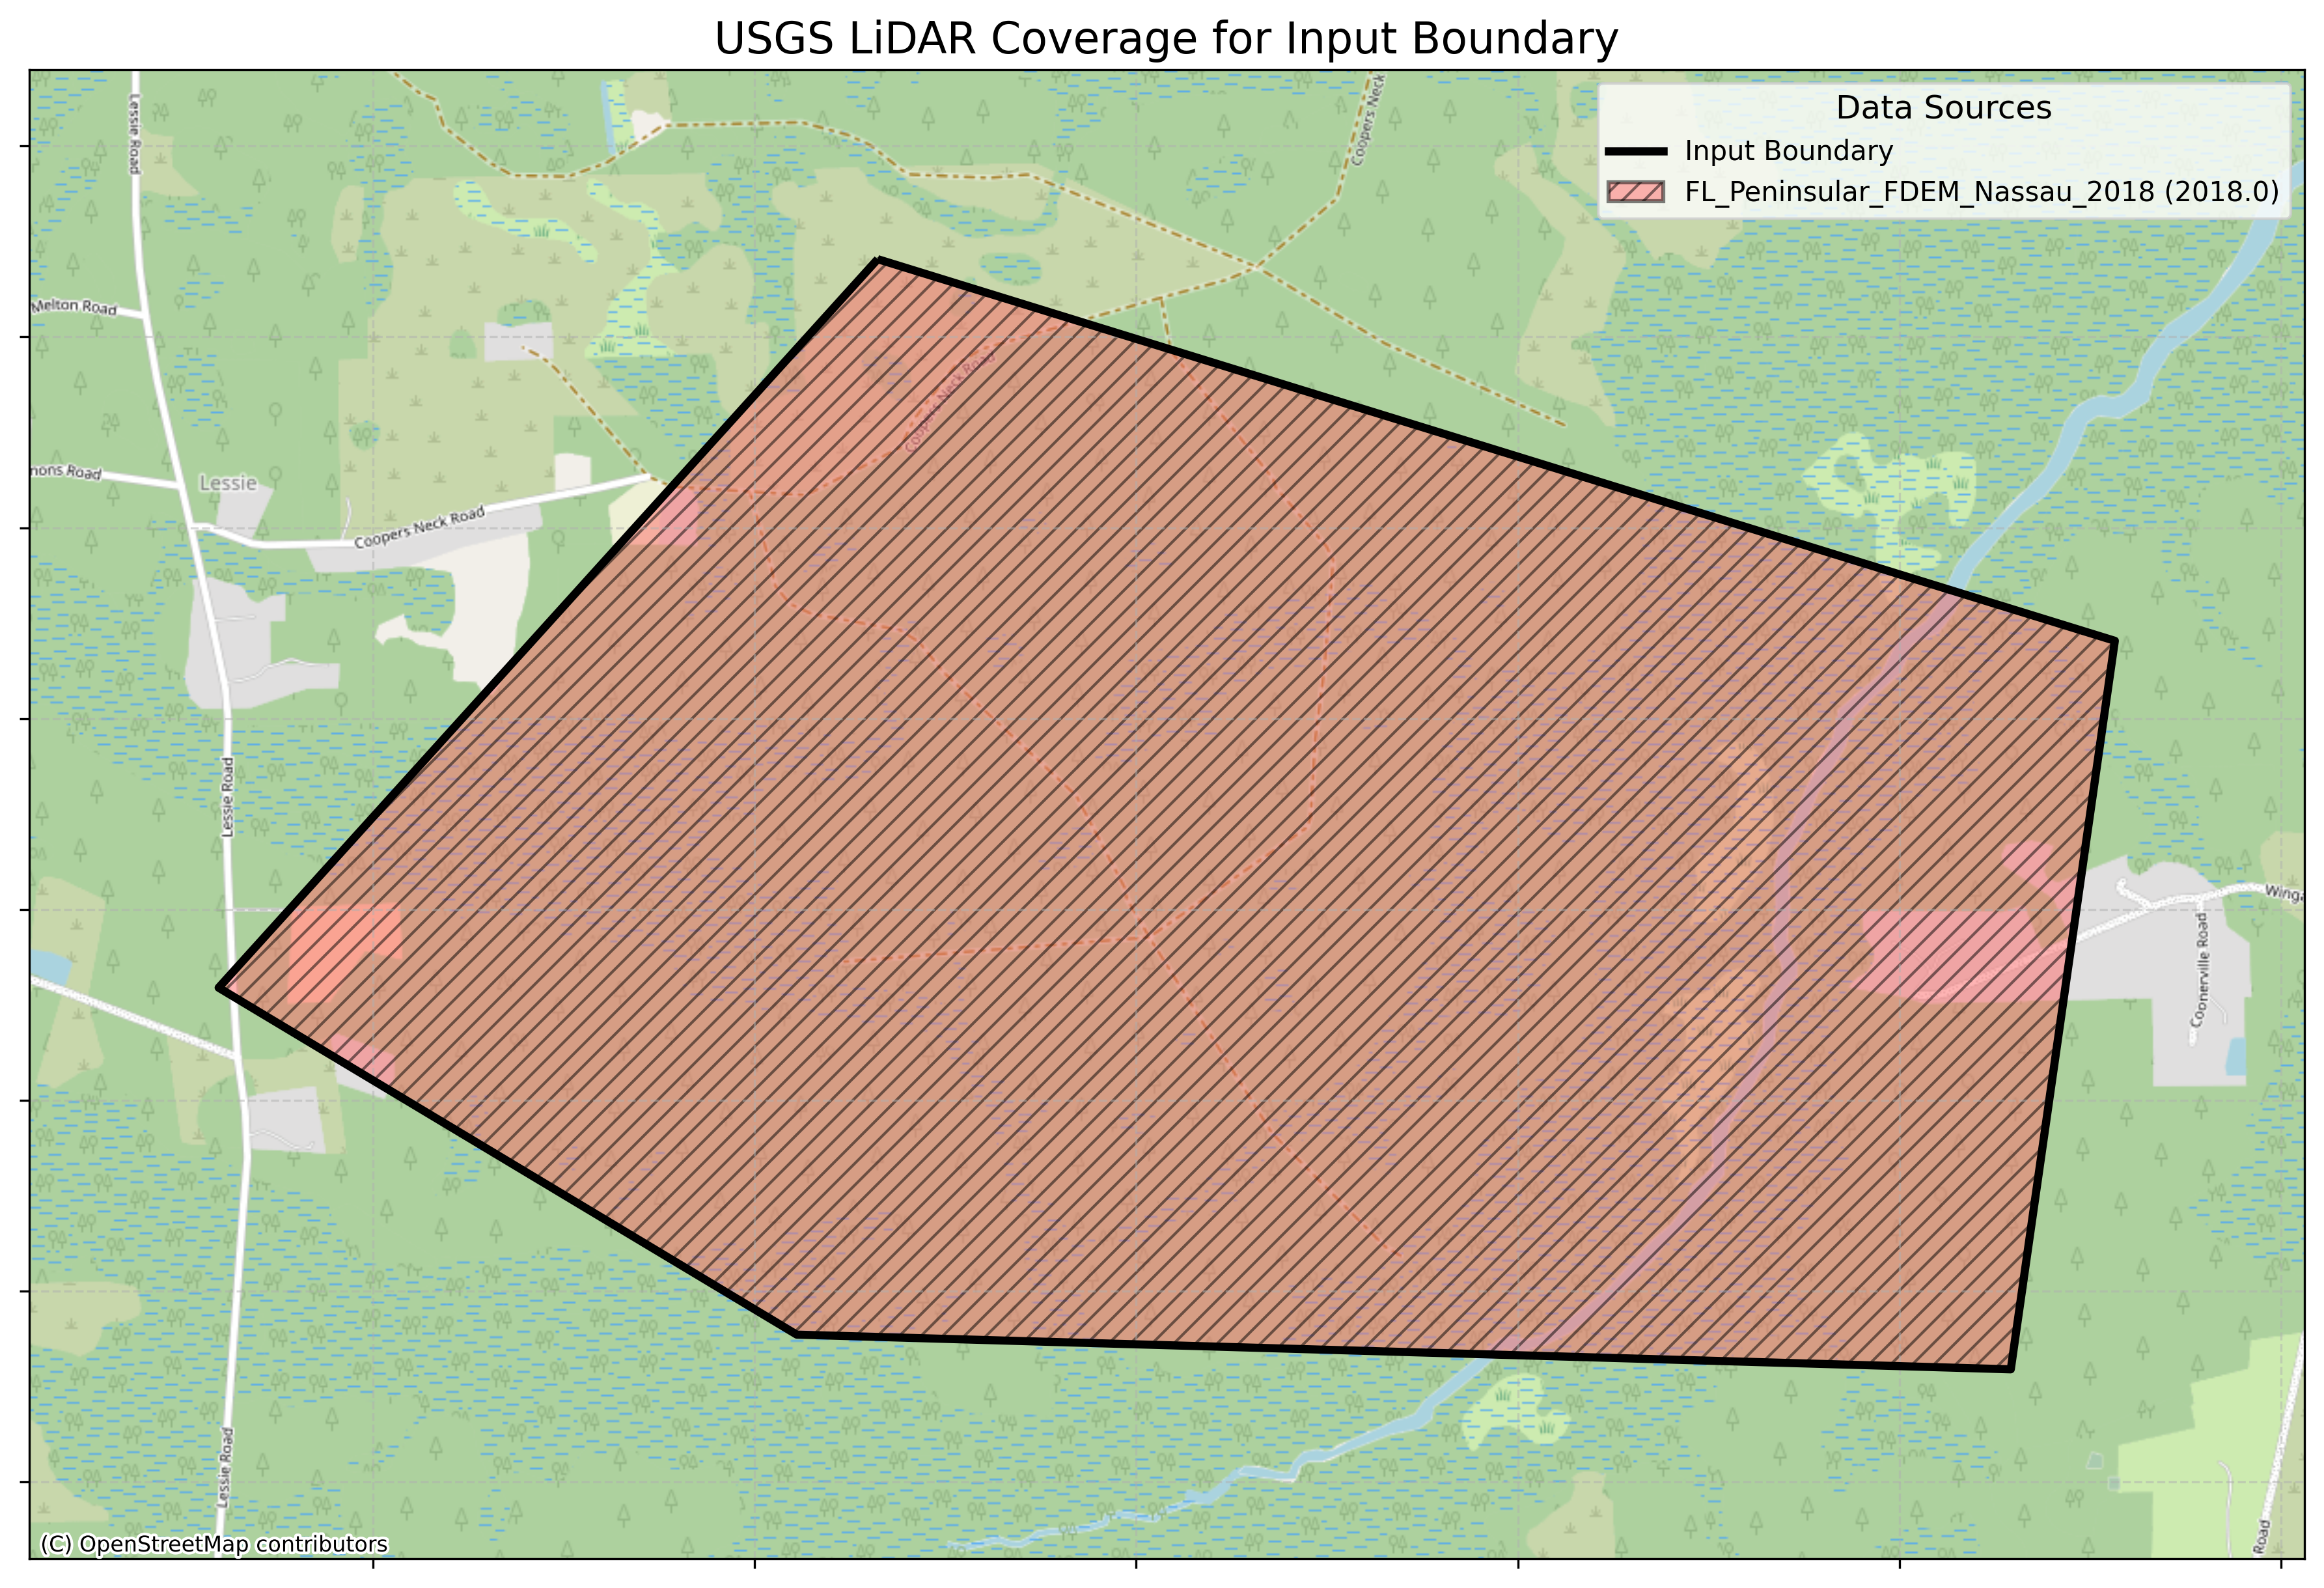 USGS LiDAR Coverage for Input Boundary
Data Sources
Input Boundary
FL_Peninsular_FDEM_Nassau_2018 (2018.0)
Lessie Road
Coopers Neck
Melton Road
Coopers Neck Road
nons Road
Lessie
Coopers Neck Road
Lessie Road
Winga
Coonerville Road
Lessie Road
Road
(C) OpenStreetMap contributors